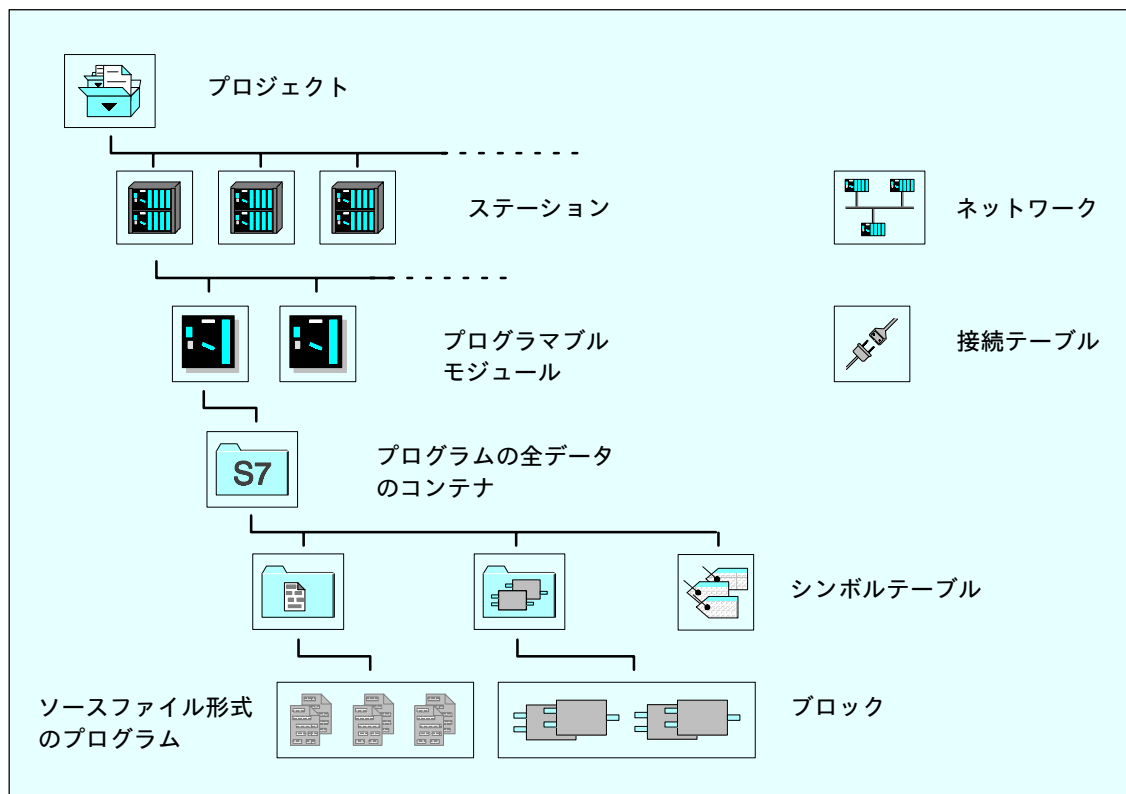 プロジェクト
ステーション
ネットワーク
プログラマブル
モジュール
接続テーブル
S7
プログラムの全データ
のコンテナ
シンボルテーブル
ソースファイル形式
のプログラム
ブロック